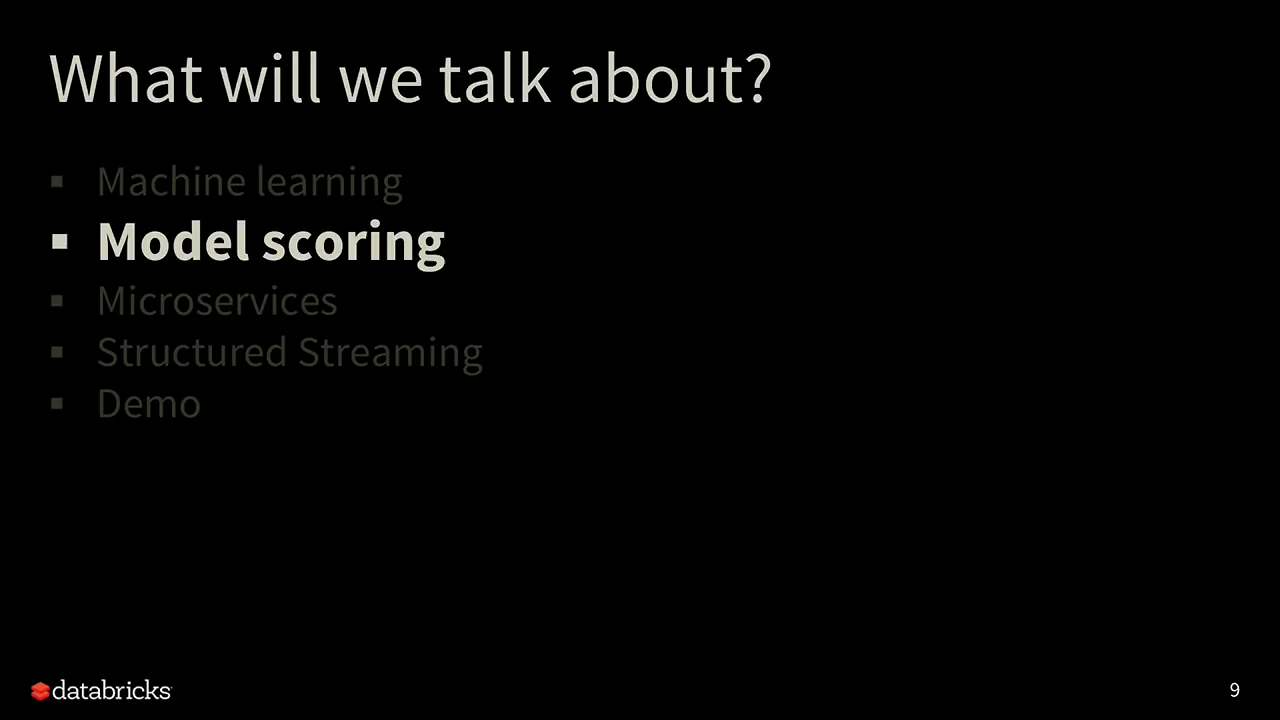 What will we talk about?
▪ Machine learning
▪ Model scoring
▪ Microservices
▪ Structured Streaming
▪ Demo
databricks
9